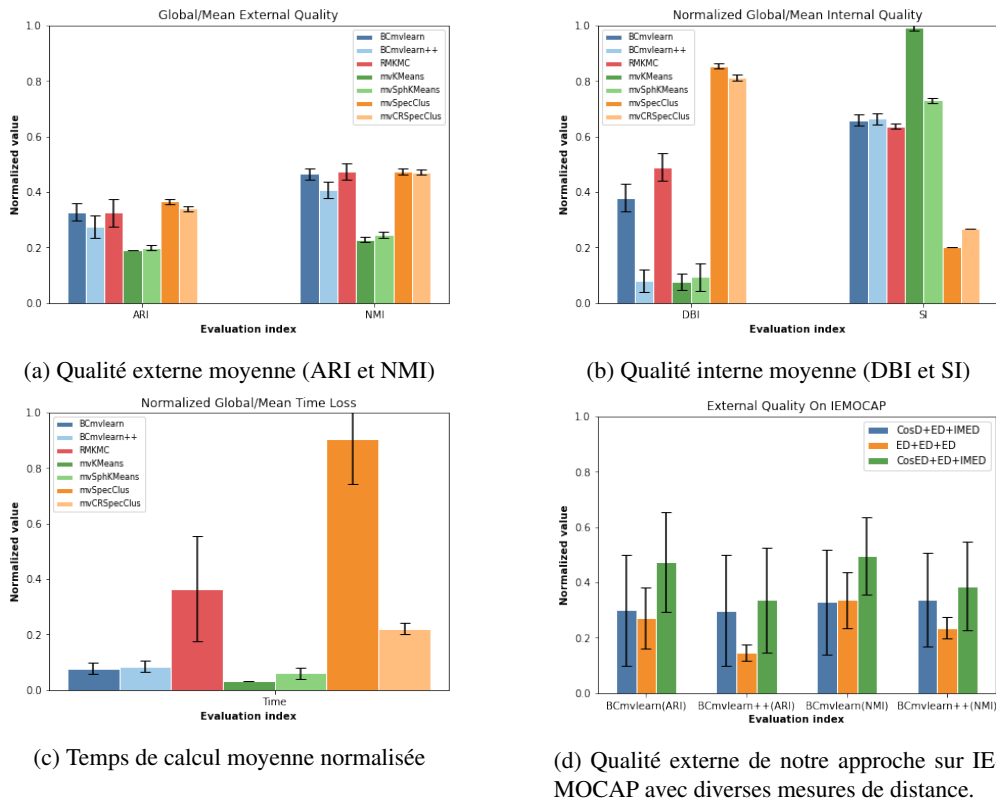 Global/Mean External Quality
Normalized value
1.0
0.8
0.6
0.4
0.2
0.0
BCmvlearn
BCmvlearn++
RMKMC
mvKMeans
mvSphKMeans
mvSpecClus
mvCRSpecClus
ARI
NMI
Evaluation index
(a) Qualité externe moyenne (ARI et NMI)
Normalized Global/Mean Internal Quality
Normalized value
1.0
0.8
0.6
0.4
0.2
0.0
BCmvlearn
BCmvlearn++
RMKMC
mvKMeans
mvSphKMeans
mvSpecClus
mvCRSpecClus
DBI
SI
Evaluation index
(b) Qualité interne moyenne (DBI et SI)
Normalized Global/Mean Time Loss
Normalized value
1.0
0.8
0.6
0.4
0.2
0.0
BCmvlearn
BCmvlearn++
RMKMC
mvKMeans
mvSphKMeans
mvSpecClus
mvCRSpecClus
Time
Evaluation index
(c) Temps de calcul moyenne normalisée
External Quality On IEMOCAP
Normalized value
1.0
0.8
0.6
0.4
0.2
0.0
CosD+ED+IMED
ED+ED+ED
CosED+ED+IMED
BCmvlearn(ARI)
BCmvlearn++(ARI)
BCmvlearn(NMI)
BCmvlearn++(NMI)
Evaluation index
(d) Qualité externe de notre approche sur IE-
MOCAP avec diverses mesures de distance.